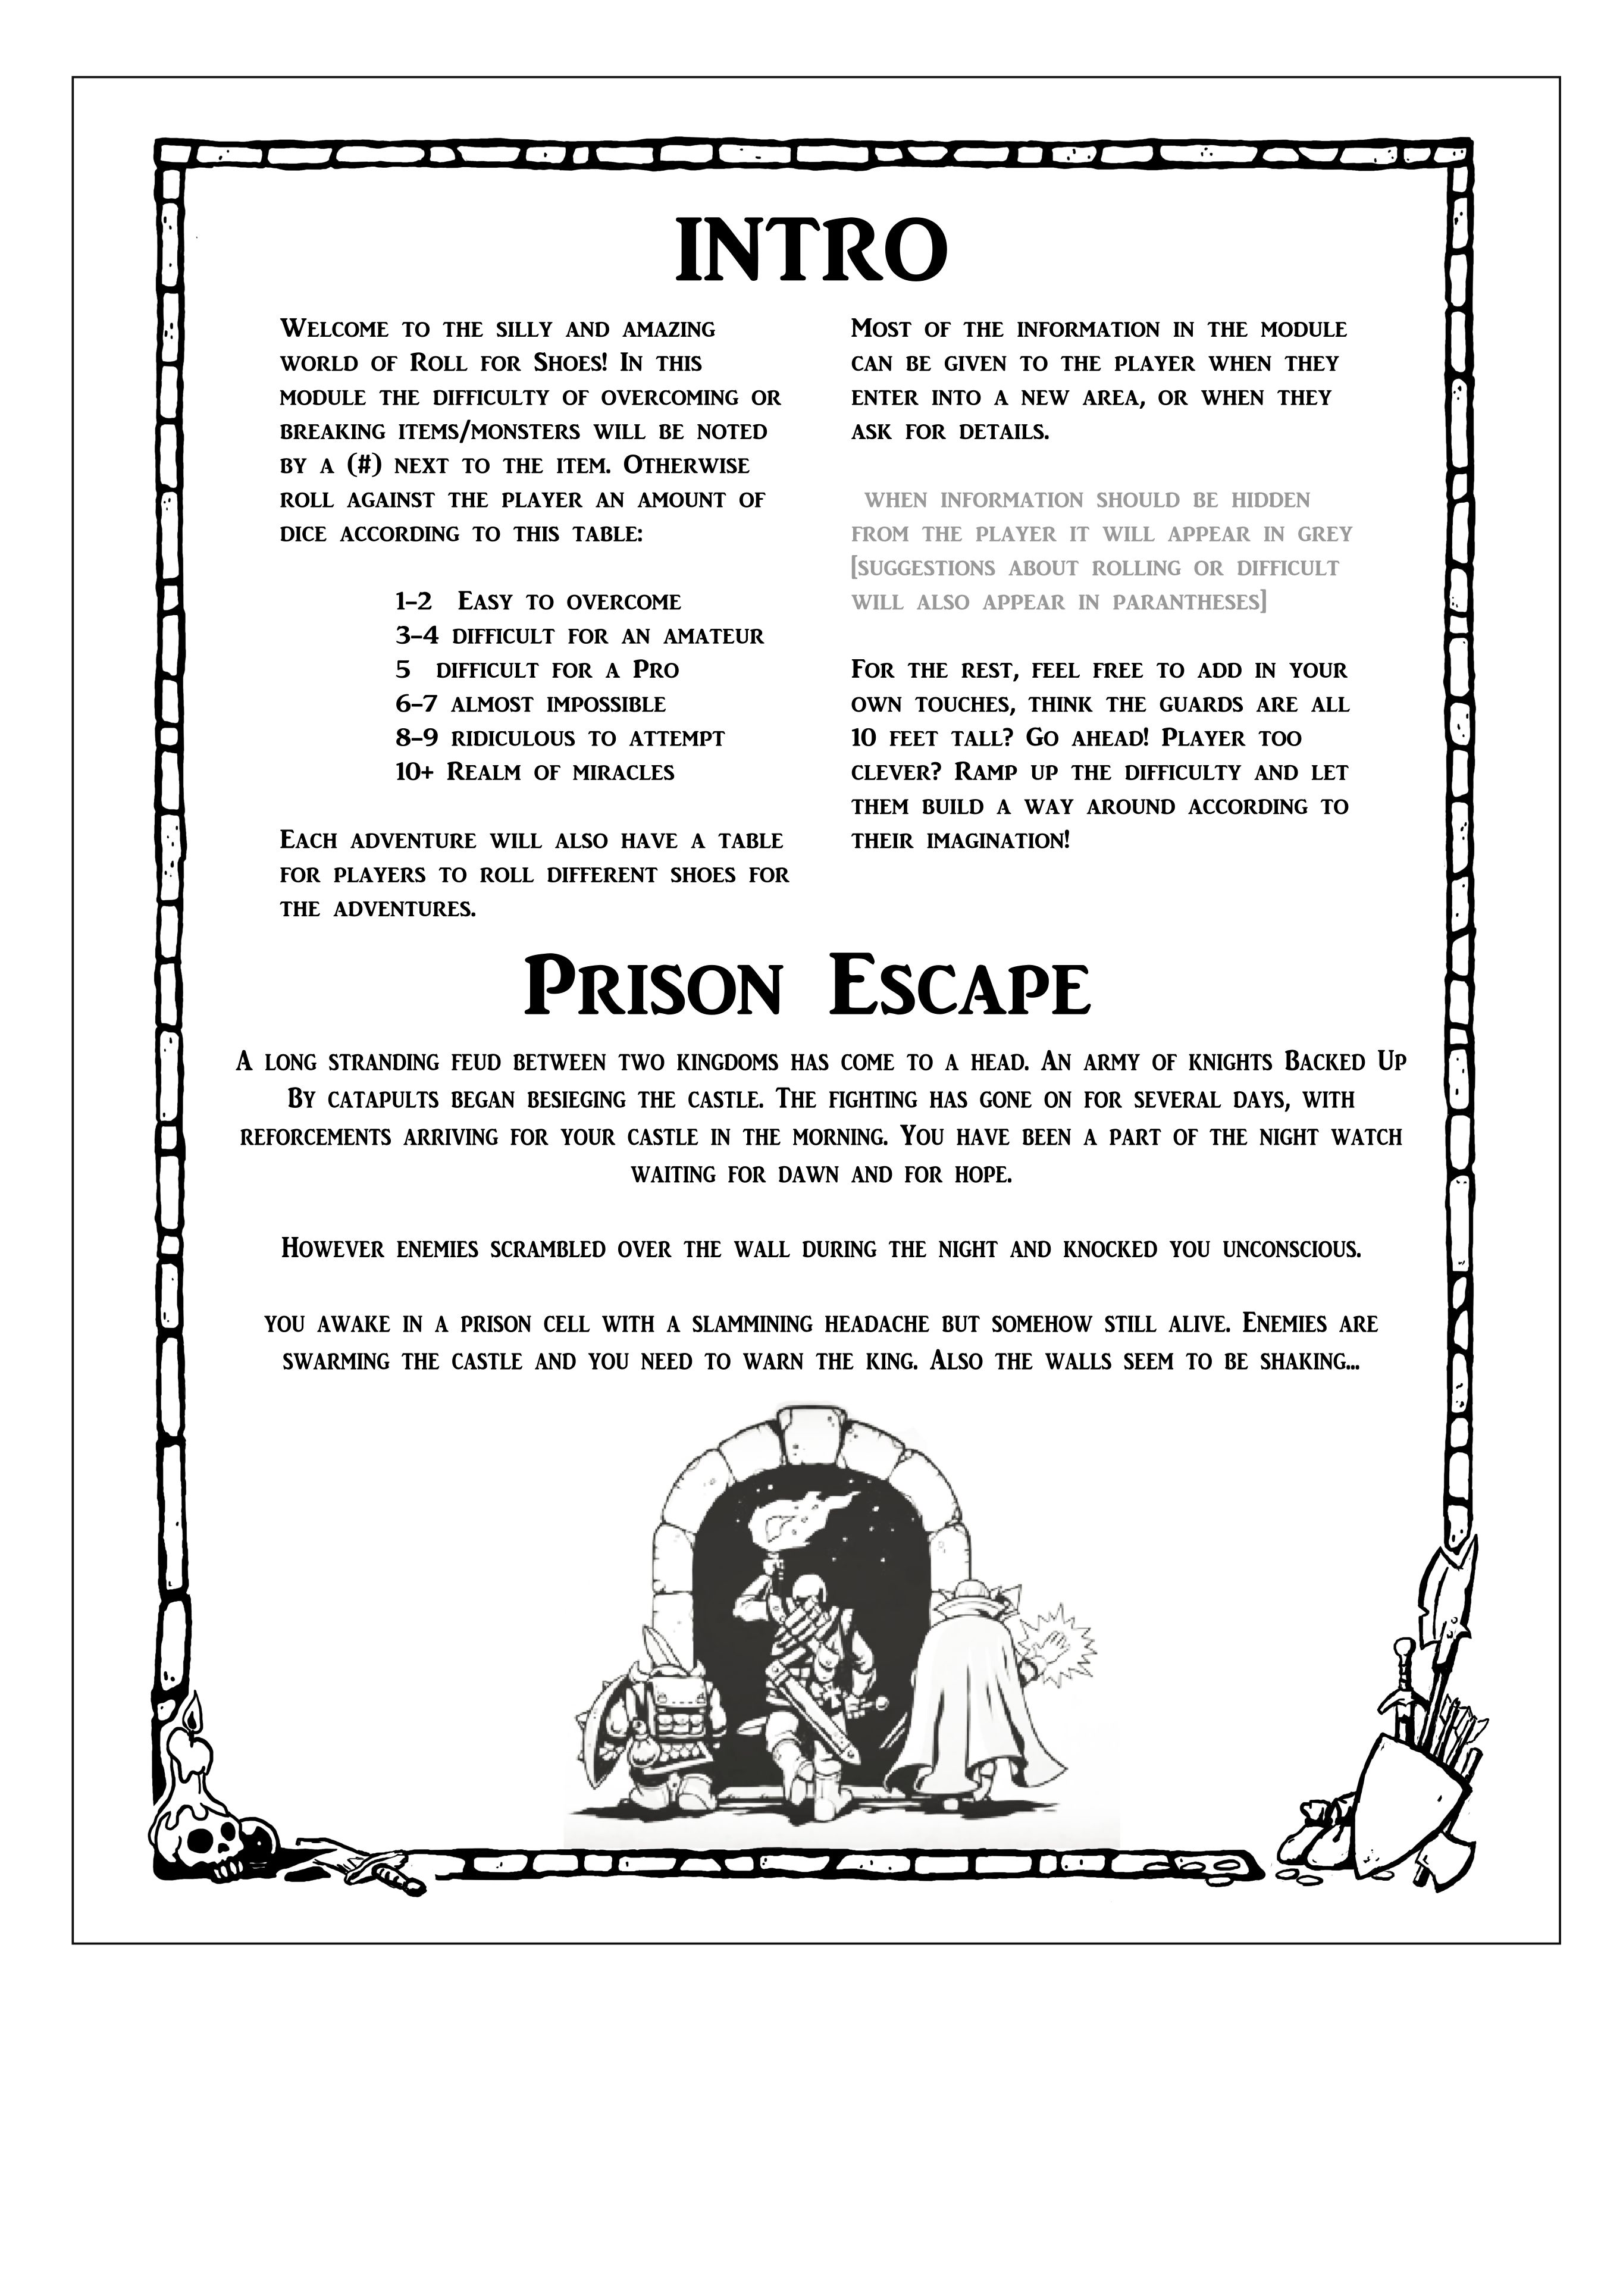 INTRO
Welcome to the silly and amazing
world of Roll for Shoes! In this
module the difficulty of overcoming or
breaking items/monsters will be noted
by a (#) next to the item. Otherwise
roll against the player an amount of
dice according to this table:
1-2 Easy to overcome
3-4 difficult for an amateur
5 difficult for a Pro
6-7 almost impossible
8-9 ridiculous to attempt
10+ Realm of miracles
Each adventure will also have a table
for players to roll different shoes for
the adventures.
Most of the information in the module
can be given to the player when they
enter into a new area, or when they
ask for details.
when information should be hidden
from the player it will appear in grey
[suggestions about rolling or difficult
will also appear in parantheses]
For the rest, feel free to add in your
own touches, think the guards are all
10 feet tall? Go ahead! Player too
clever? Ramp up the difficulty and let
them build a way around according to
their imagination!
Prison Escape
A long stranding feud between two kingdoms has come to a head. An army of knights Backed Up
By catapults began besieging the castle. The fighting has gone on for several days, with
reforcements arriving for your castle in the morning. You have been a part of the night watch
waiting for dawn and for hope.
However enemies scrambled over the wall during the night and knocked you unconscious.
you awake in a prison cell with a slammining headache but somehow still alive. Enemies are
swarming the castle and you need to warn the king. Also the walls seem to be shaking...